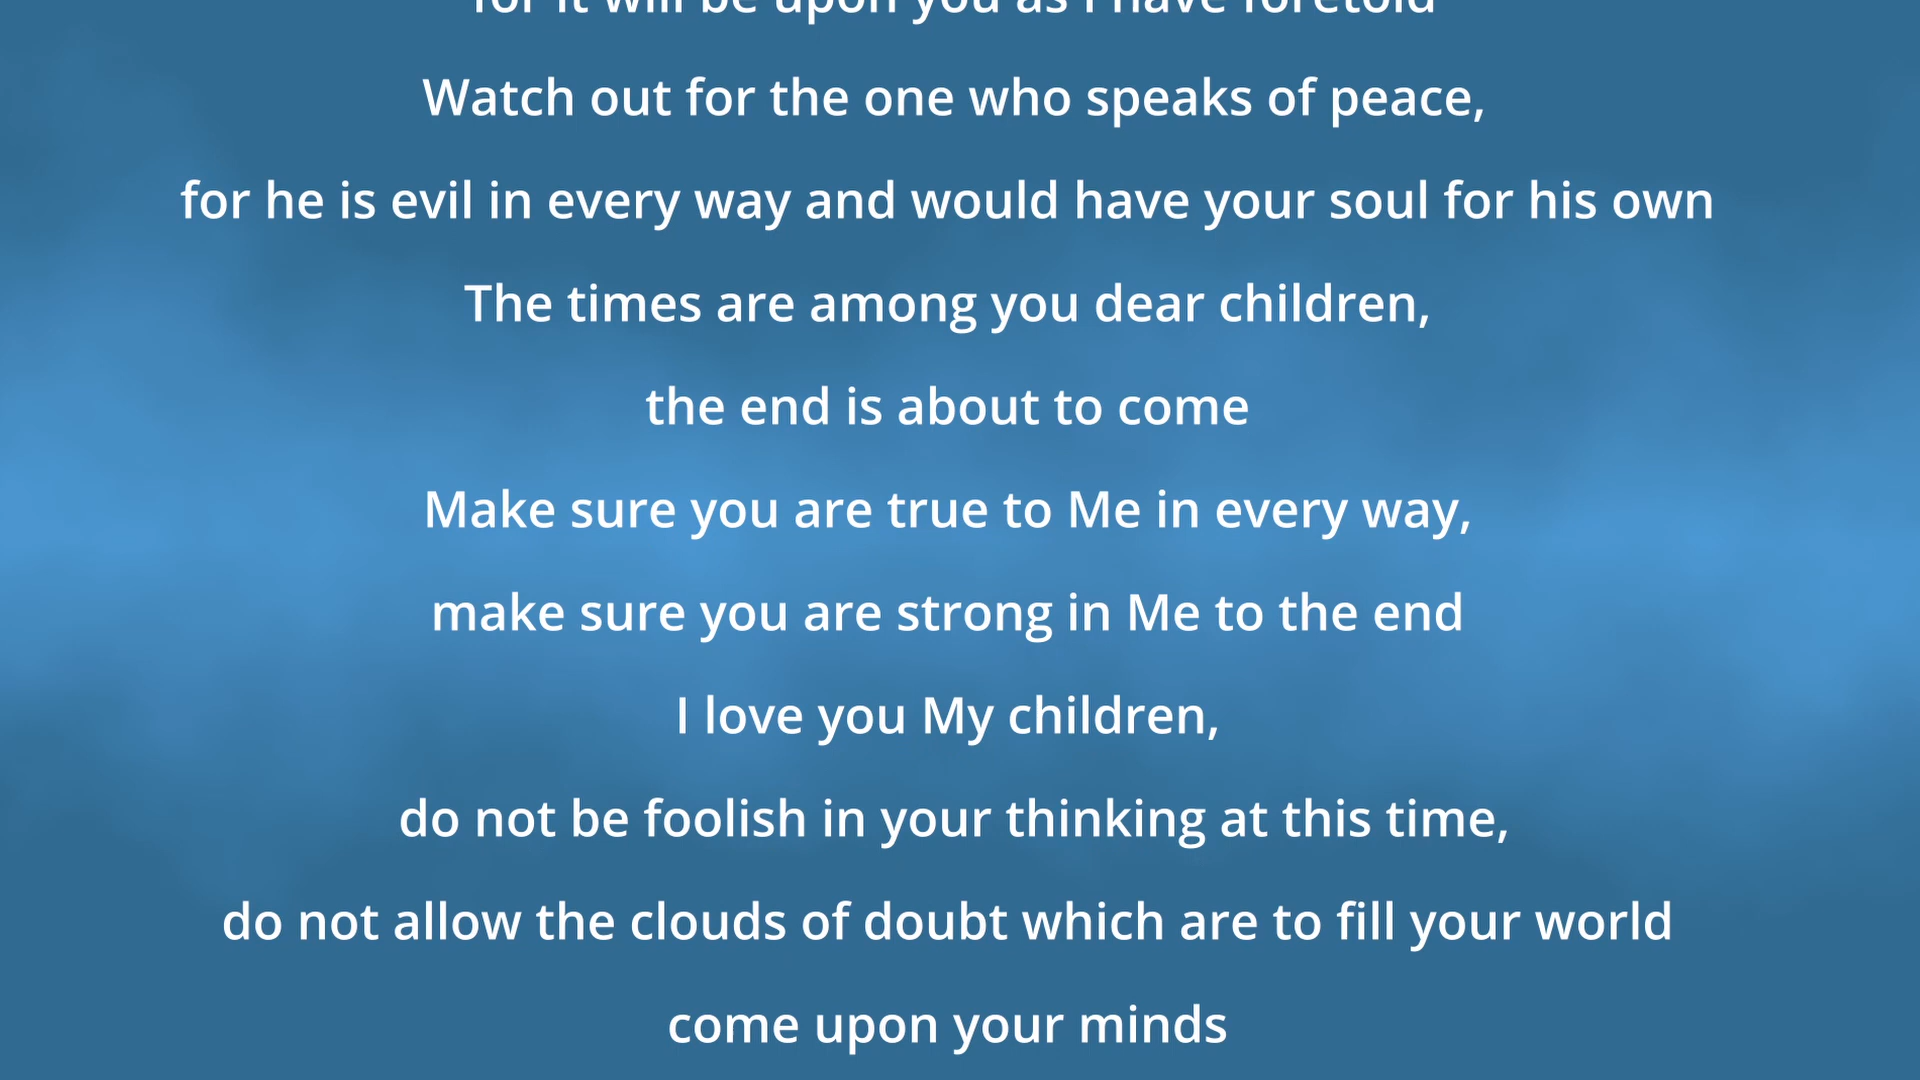 for it will be upon you as I have foretold
Watch out for the one who speaks of peace,
for he is evil in every way and would have your soul for his own
The times are among you dear children,
the end is about to come
Make sure you are true to Me in every way,
make sure you are strong in Me to the end
I love you My children,
do not be foolish in your thinking at this time,
do not allow the clouds of doubt which are to fill your world
come upon your minds